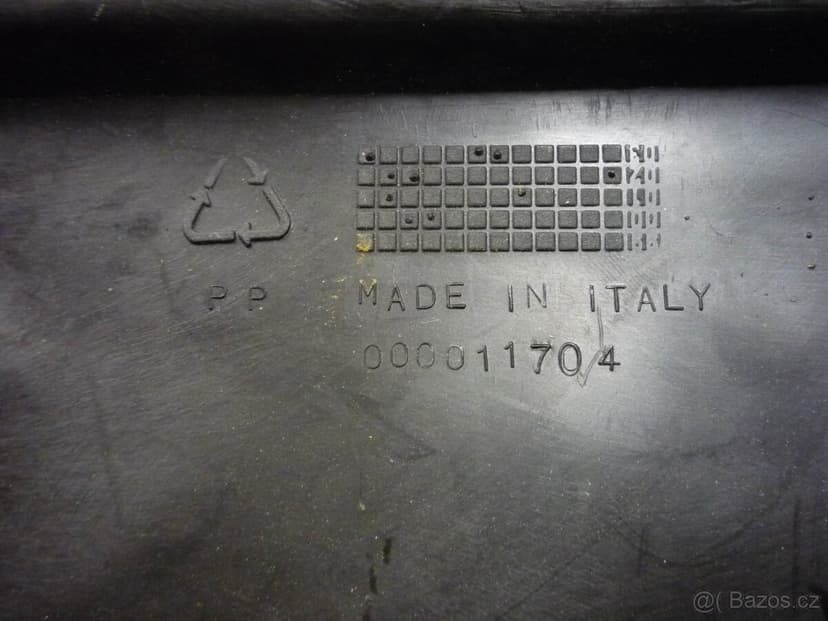 PP
MADE IN ITALY
000011704
@( Bazos.cz